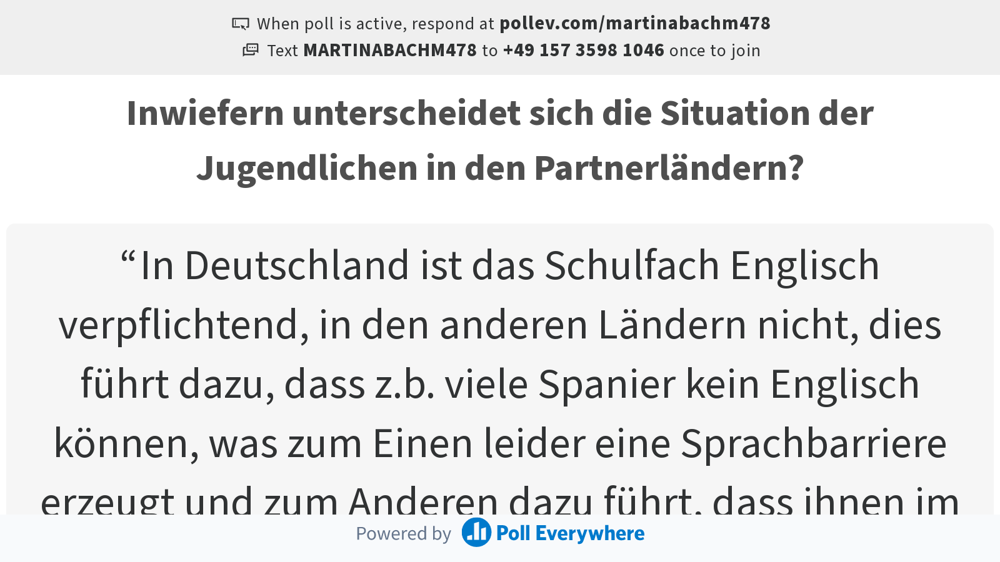 When poll is active, respond at pollev.com/martinabachm478
Text MARTINABACHM478 to +49 157 3598 1046 once to join
Inwiefern unterscheidet sich die Situation der
Jugendlichen in den Partnerländern?
“In Deutschland ist das Schulfach Englisch
verpflichtend, in den anderen Ländern nicht, dies
führt dazu, dass z.b. viele Spanier kein Englisch
können, was zum Einen leider eine Sprachbarriere
erzeugt und zum Anderen dazu führt, dass ihnen im
Powered by Poll Everywhere